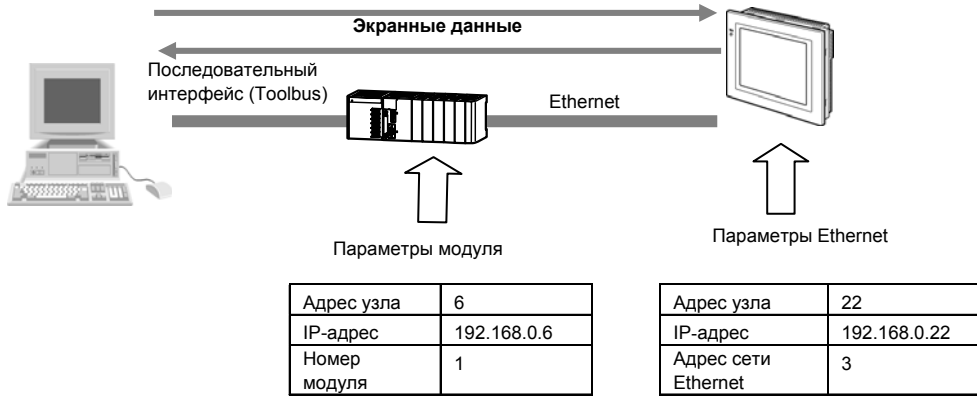 Экранные данные
Последовательный
интерфейс (Toolbus)
Ethernet
Параметры модуля
Параметры Ethernet
Адрес узла 6
IP-адрес 192.168.0.6
Номер
модуля 1
Адрес узла 22
IP-адрес 192.168.0.22
Адрес сети
Ethernet 3